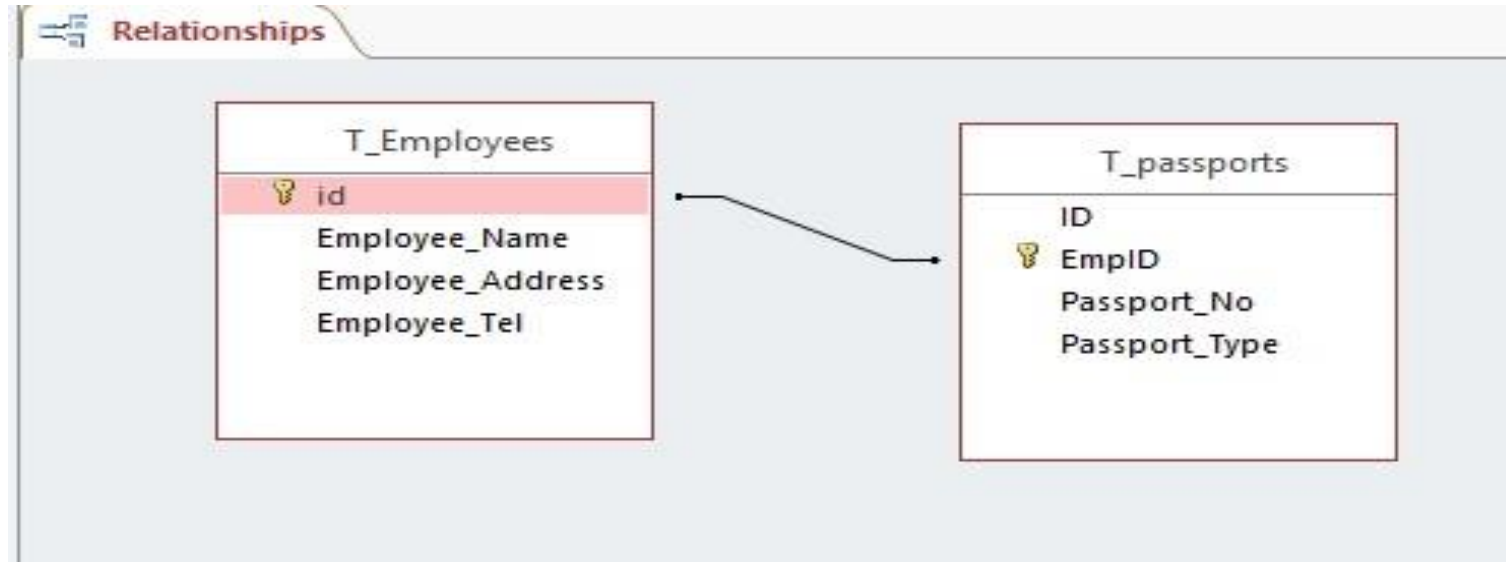 Relationships
T_Employees
id
Employee_Name
Employee_Address
Employee_Tel
T_passports
ID
EmpID
Passport_No
Passport_Type